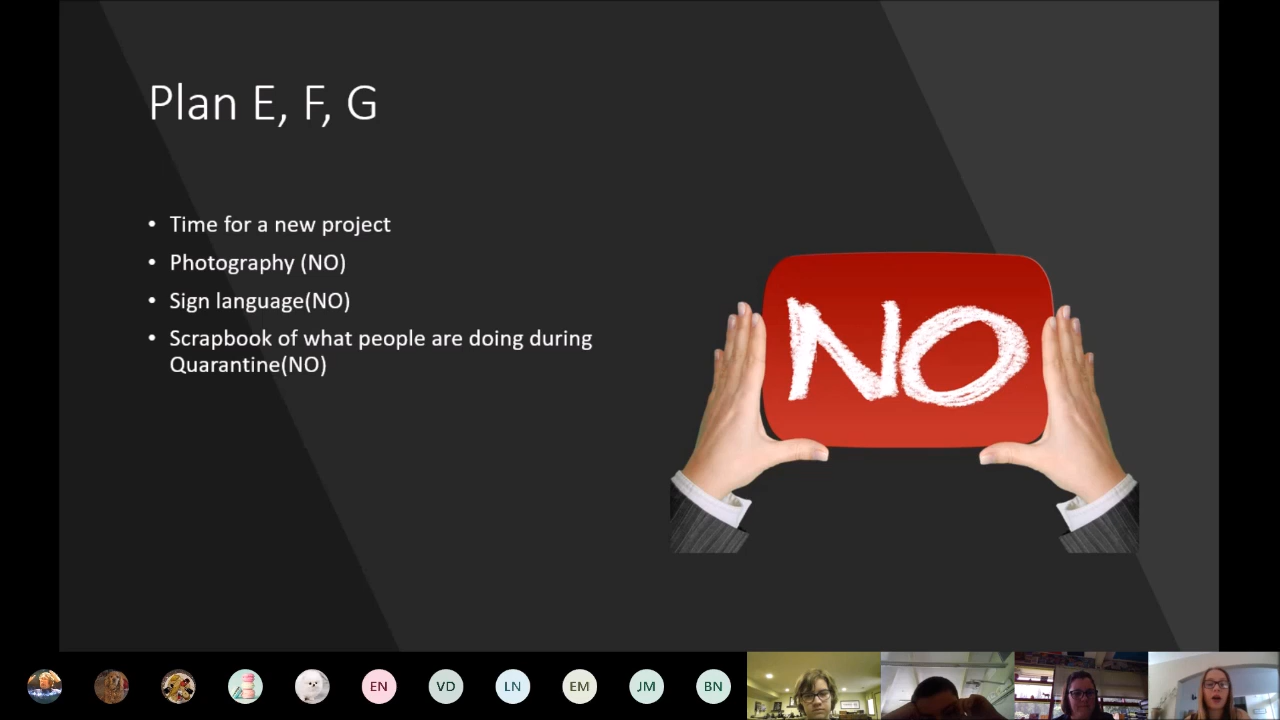 Plan E, F, G
• Time for a new project
• Photography (NO)
• Sign language(NO)
• Scrapbook of what people are doing during
Quarantine(NO)
NO
EN
VD
LN
EM
JM
BN